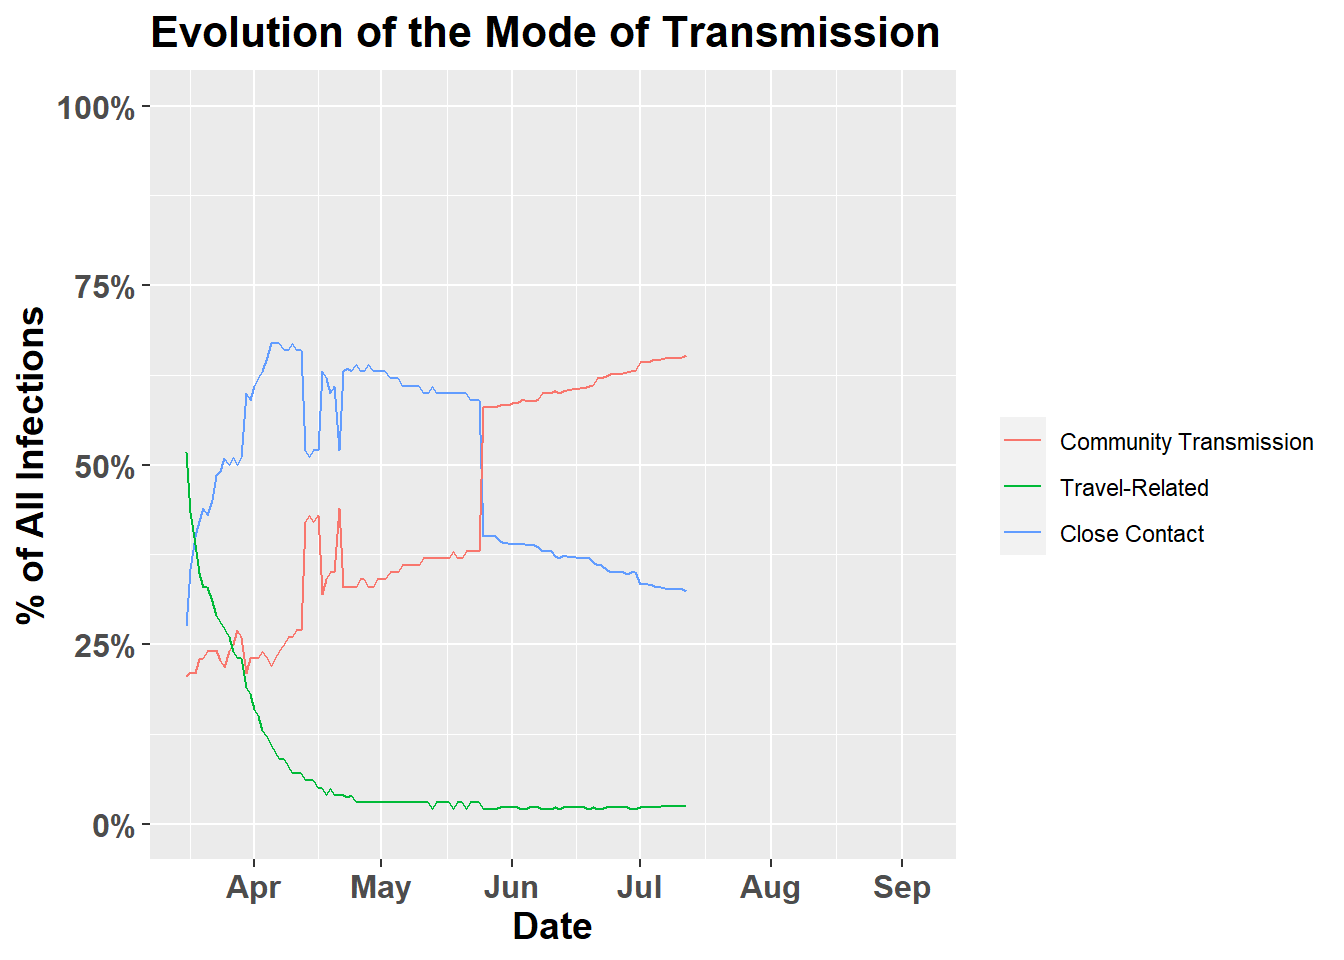 Evolution of the Mode of Transmission
% of All Infections
100%
75%
50%
25%
0%
Apr May Jun Jul Aug Sep
Date
Community Transmission
Travel-Related
Close Contact